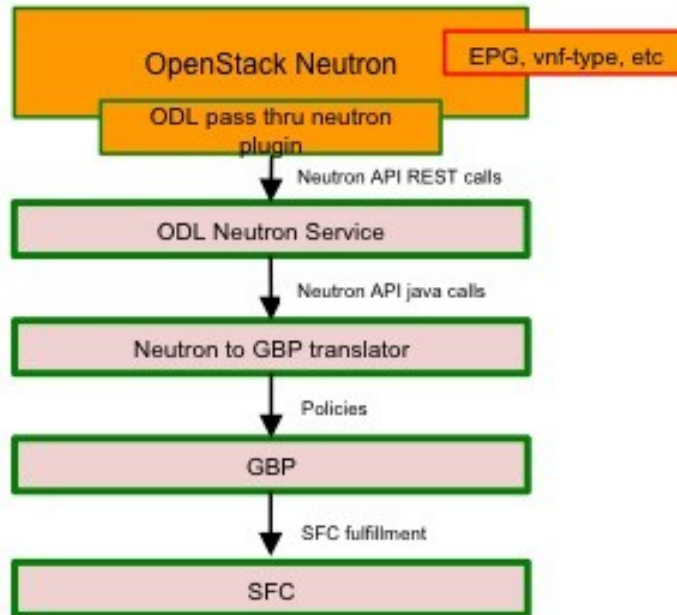 OpenStack Neutron
EPG, vnf-type, etc
ODL pass thru neutron
plugin
Neutron API REST calls
ODL Neutron Service
Neutron API java calls
Neutron to GBP translator
Policies
GBP
SFC fulfillment
SFC